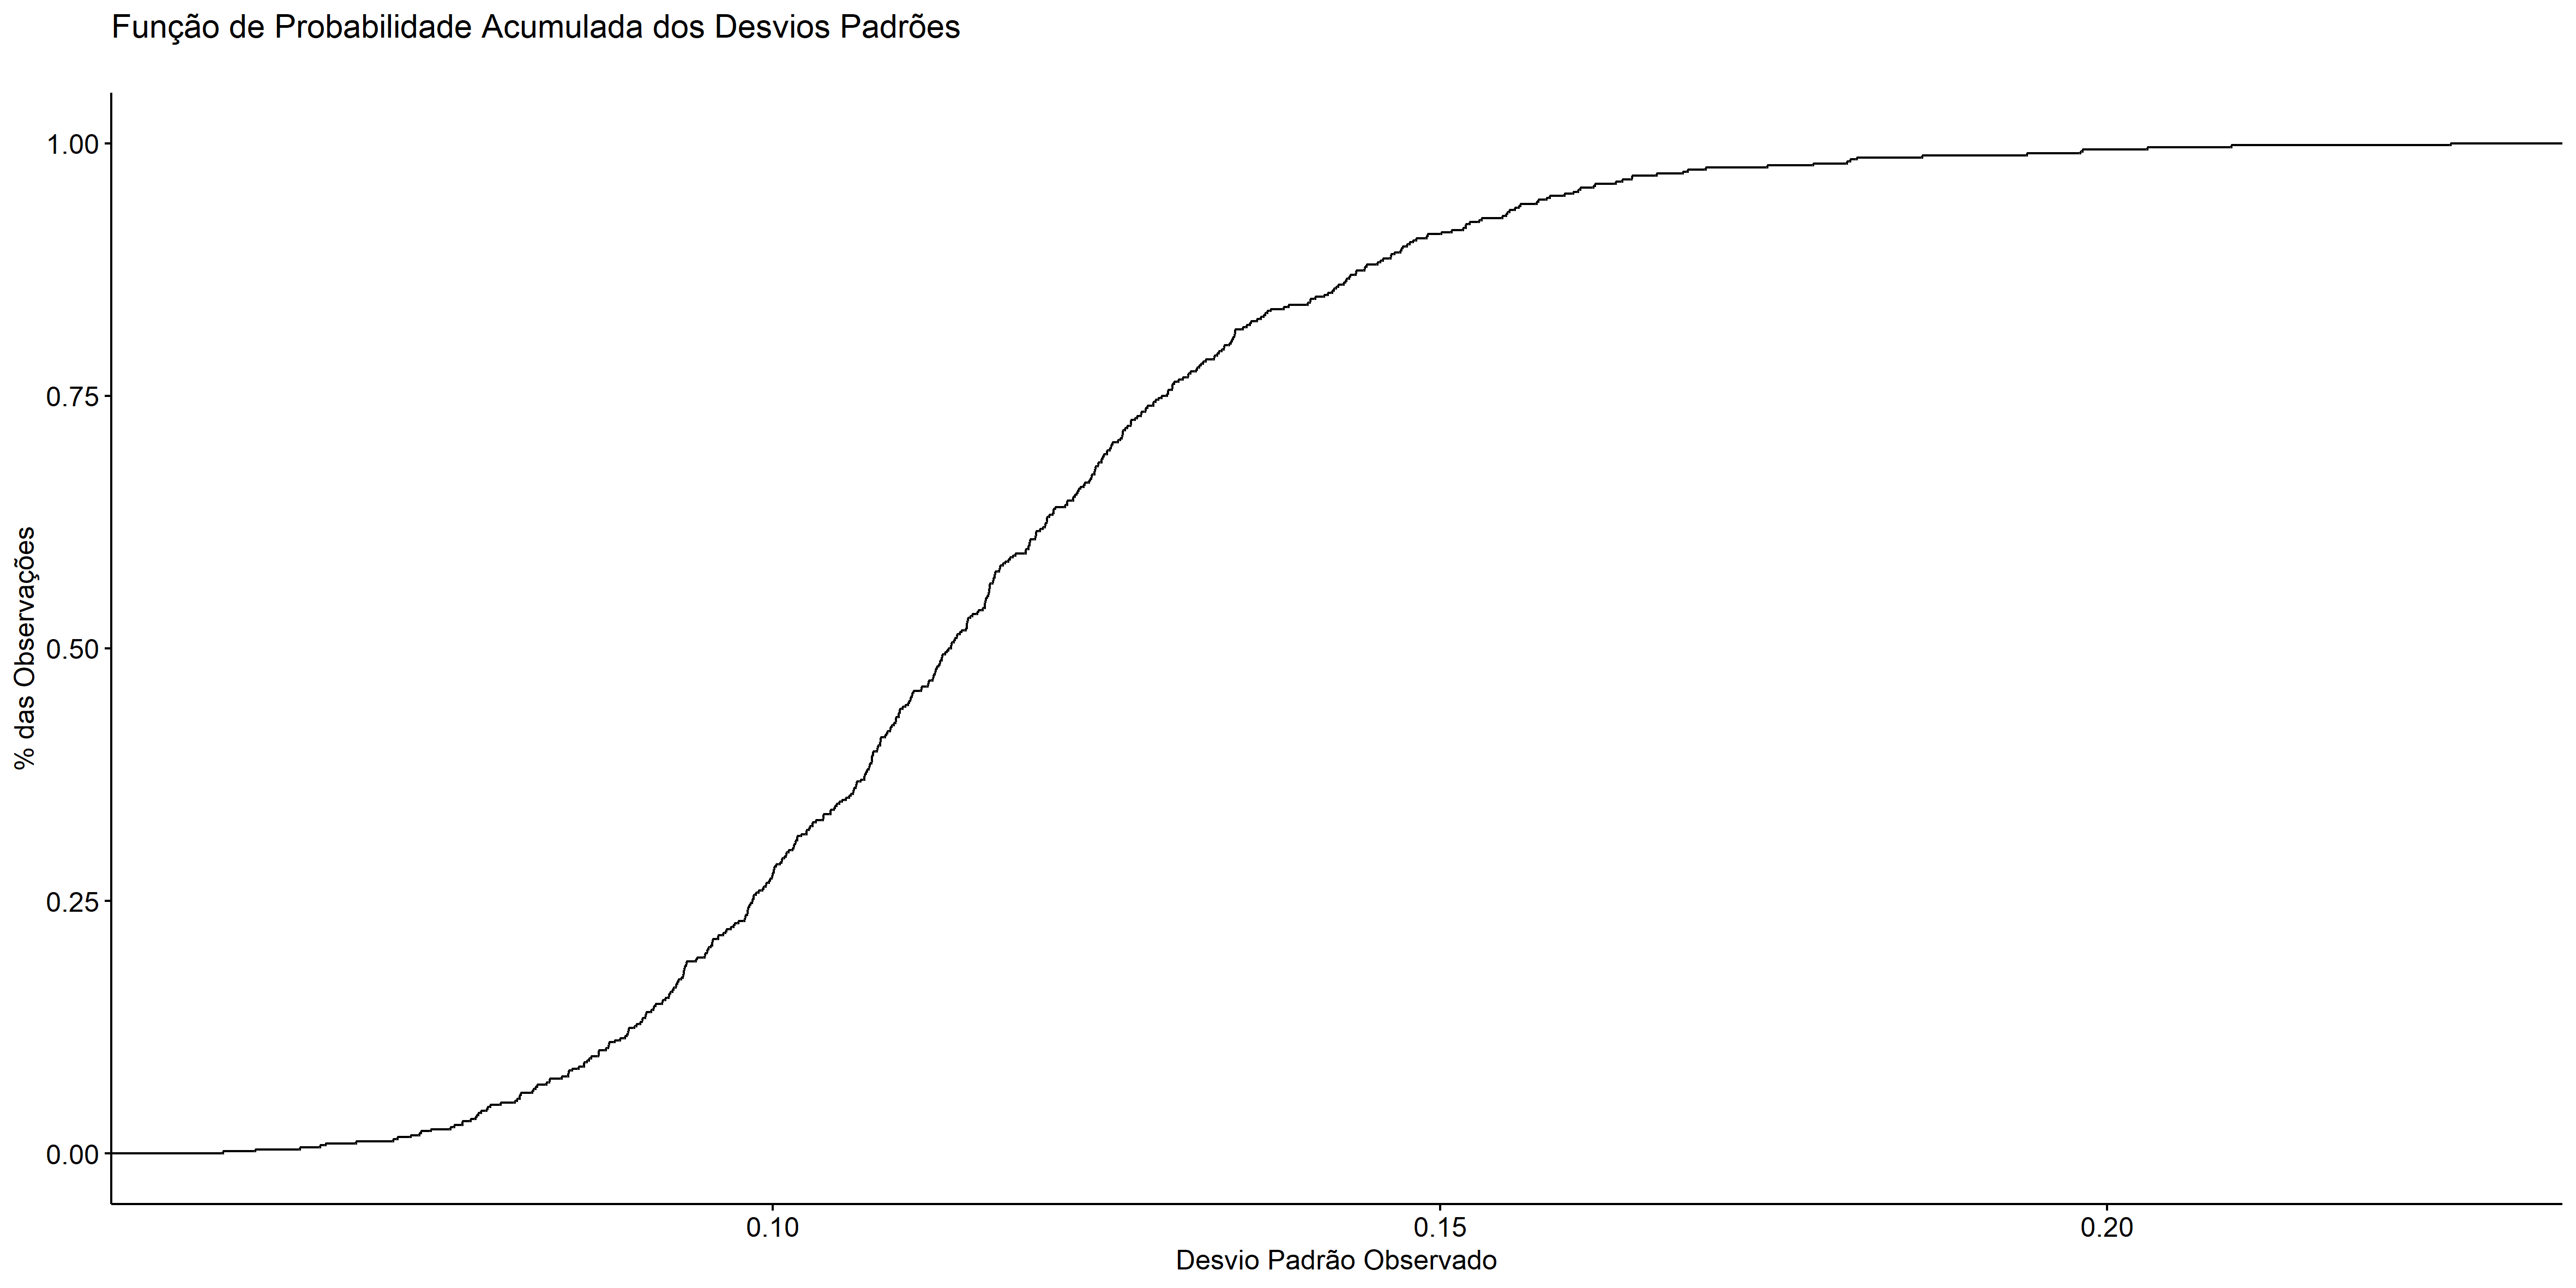 Função de Probabilidade Acumulada dos Desvios Padrões
1.00
0.75
0.50
0.25
0.00
% das Observações
0.10
0.15
0.20
Desvio Padrão Observado